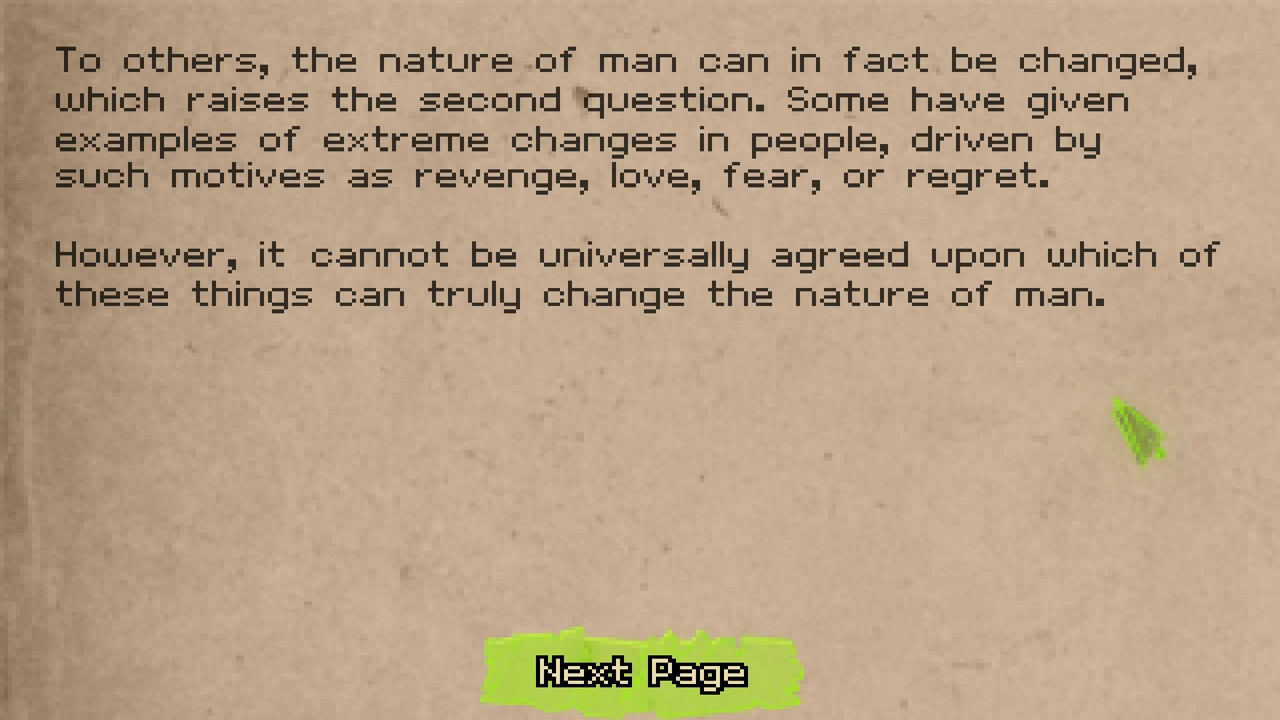 To others, the nature of man can in fact be changed,
which raises the second question. Some have given
examples of extreme changes in people, driven by
such motives as revenge, love, fear, or regret.
However, it cannot be universally agreed upon which of
these things can truly change the nature of man.
Next Page